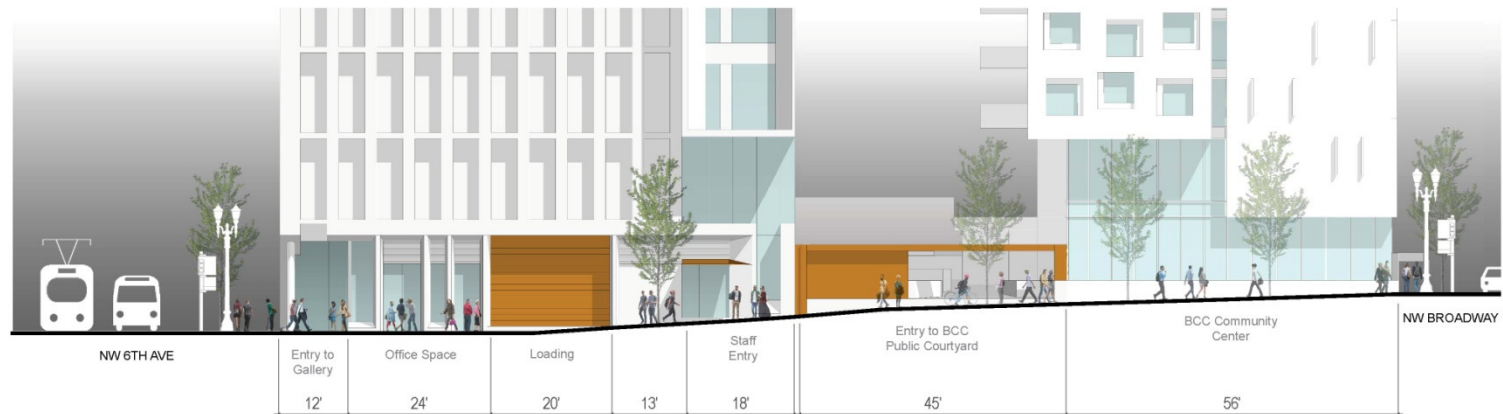 NW 6TH AVE
Entry to
Gallery
Office Space
Loading
Staff
Entry
Entry to BCC
Public Courtyard
BCC Community
Center
NW BROADWAY
12'
24'
20'
13'
18'
45'
56'